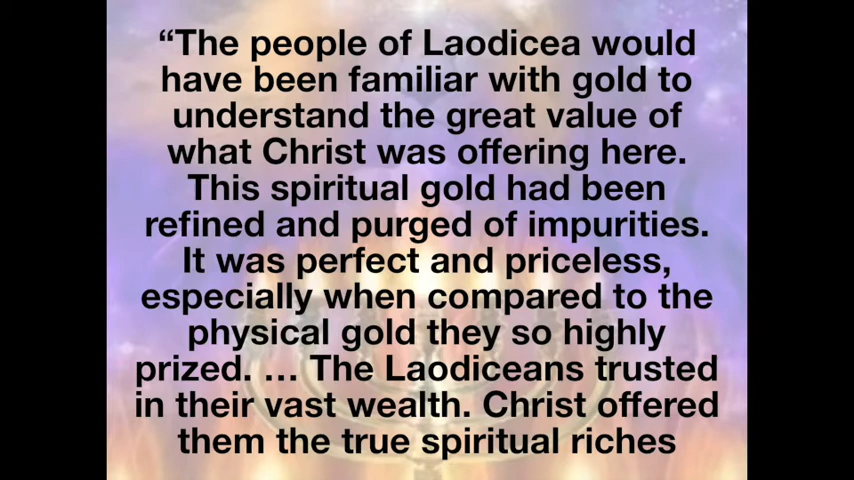 “The people of Laodicea would
have been familiar with gold to
understand the great value of
what Christ was offering here.
This spiritual gold had been
refined and purged of impurities.
It was perfect and priceless,
especially when compared to the
physical gold they so highly
prized. … The Laodiceans trusted
in their vast wealth. Christ offered
them the true spiritual riches